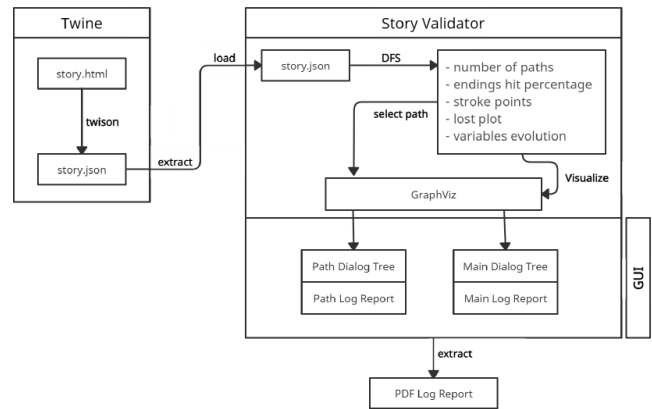 Twine
Story Validator
story.html
twison
story.json
extract
load
story.json
DFS
- number of paths
- endings hit percentage
- stroke points
- lost plot
- variables evolution
select path
Visualize
GraphViz
Path Dialog Tree
Path Log Report
Main Dialog Tree
Main Log Report
GUI
extract
PDF Log Report